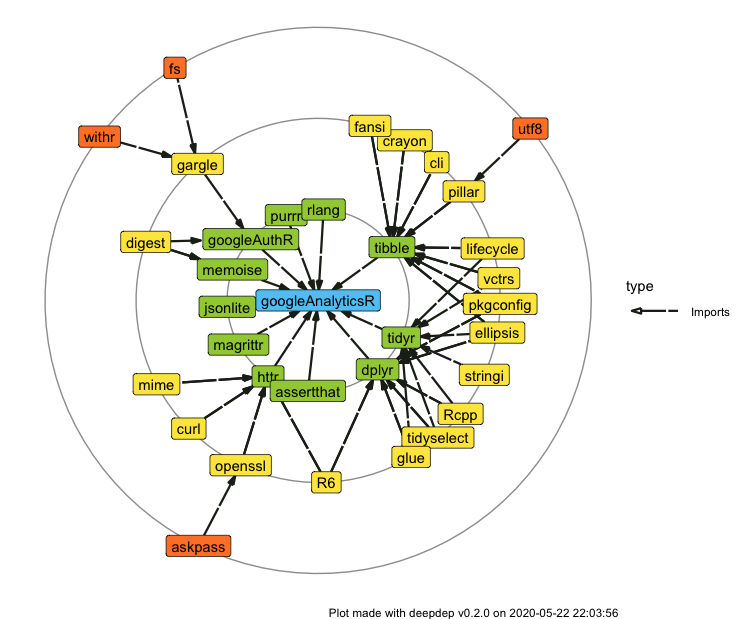 fs
withr
utf8
fansi
crayon
cli
gargle
pillar
purrr
rlang
digest
googleAuthR
tibble
lifecycle
memoise
vctrs
type
jsonlite
googleAnalyticsR
pkgconfig
Imports
magrittr
tidyr
ellipsis
mime
httr
assertthat
dplyr
stringi
curl
Rcpp
tidyselect
openssl
R6
glue
askpass
Plot made with deepdep v0.2.0 on 2020-05-22 22:03:56